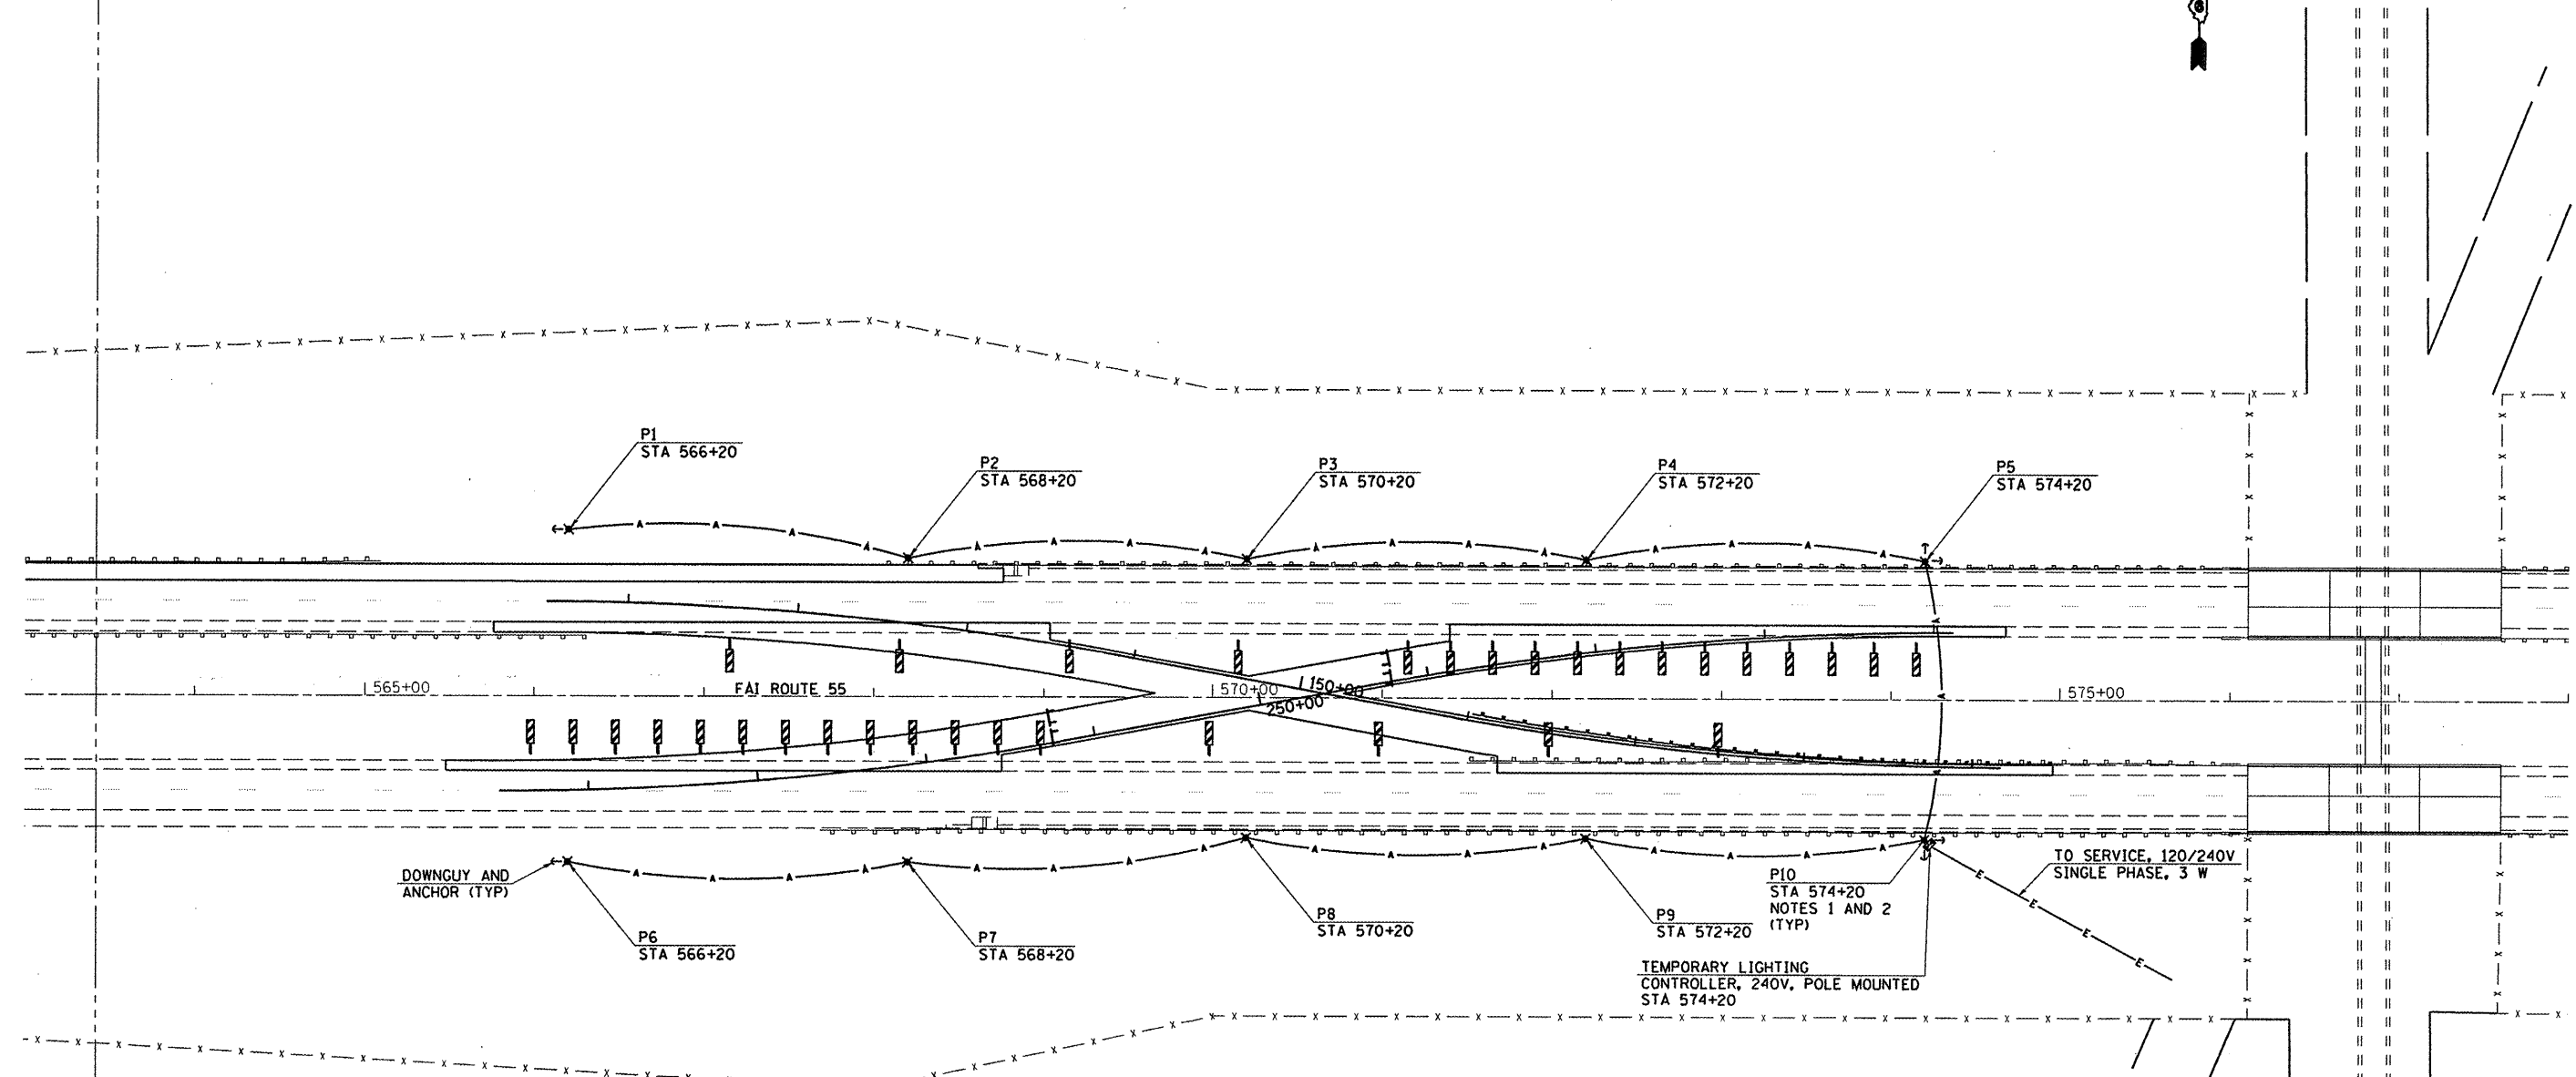 6
P1
STA 566+20
P2
STA 568+20
P3
STA 570+20
P4
STA 572+20
P5
STA 574+20
565+00
FAI ROUTE 55
570+00
150+00
250+00
575+00
DOWNGUY AND
ANCHOR (TYP)
P6
STA 566+20
P7
STA 568+20
P8
STA 570+20
P9
STA 572+20
P10
STA 574+20
NOTES 1 AND 2
(TYP)
TO SERVICE, 120/240V
SINGLE PHASE, 3 W
TEMPORARY LIGHTING
CONTROLLER, 240V, POLE MOUNTED
STA 574+20